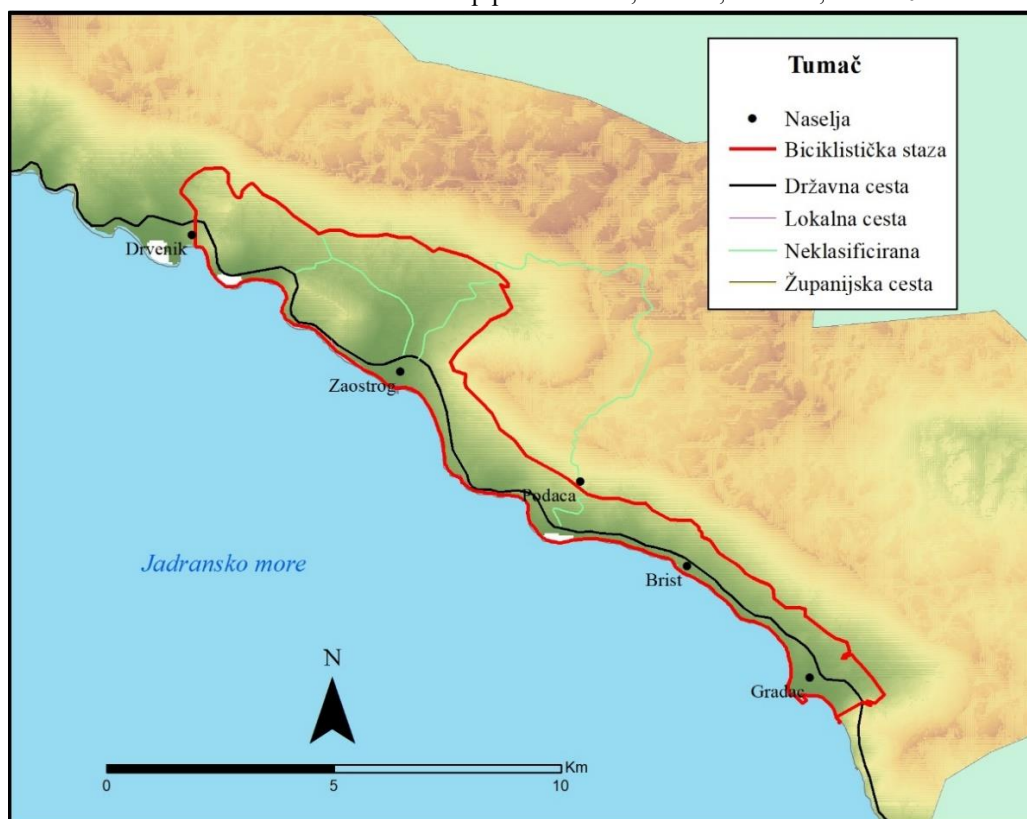 Tumač
Naselja
Biciklistička staza
Državna cesta
Lokalna cesta
Neklasificirana
Županijska cesta
Drvenik
Zaostrog
Podaca
Jadransko more
Brist
N
Gradac
Km
0 5 10